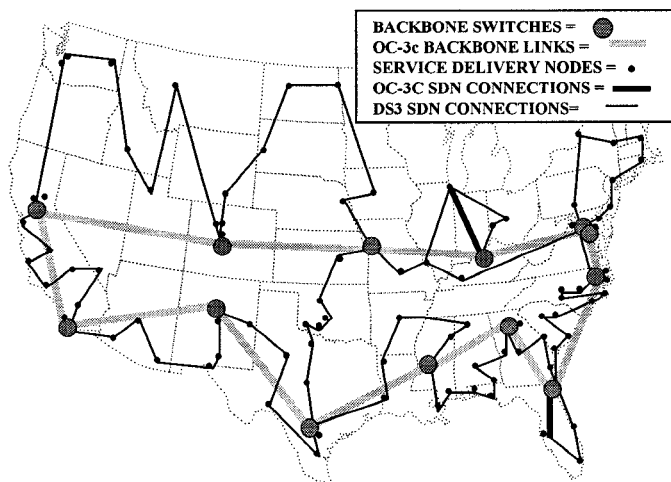 BACKBONE SWITCHES=
OC-3c BACKBONE LINKS =
SERVICE DELIVERY NODES =
OC-3C SDN CONNECTIONS =
DS3 SDN CONNECTIONS=